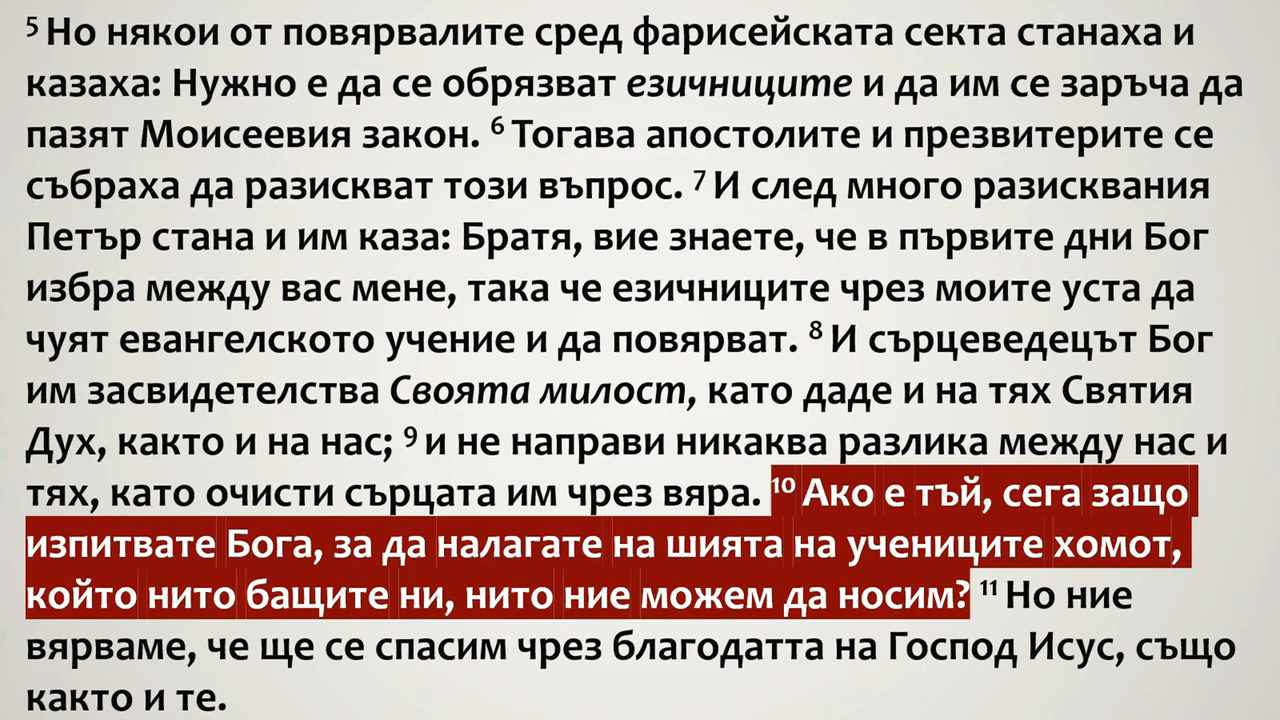 ⁵ Но някои от повярвалите сред фарисейската секта станаха и
казаха: Нужно е да се обрязват езичниците и да им се заръча да
пазят Моисеевия закон. ⁶ Тогава апостолите и презвитерите се
събраха да разискват този въпрос. ⁷ И след много разисквания
Петър стана и им каза: Братя, вие знаете, че в първите дни Бог
избра между вас мене, така че езичниците чрез моите уста да
чуят евангелското учение и да повярват. ⁸ И сърцеведецът Бог
им засвидетелства Своята милост, като даде и на тях Святия
Дух, както и на нас; ⁹ и не направи никаква разлика между нас и
тях, като очисти сърцата им чрез вяра. ¹⁰ Ако е тъй, сега защо
изпитвате Бога, за да налагате на шията на учениците хомот,
който нито бащите ни, нито ние можем да носим? ¹¹ Но ние
вярваме, че ще се спасим чрез благодатта на Господ Исус, също
както и те.